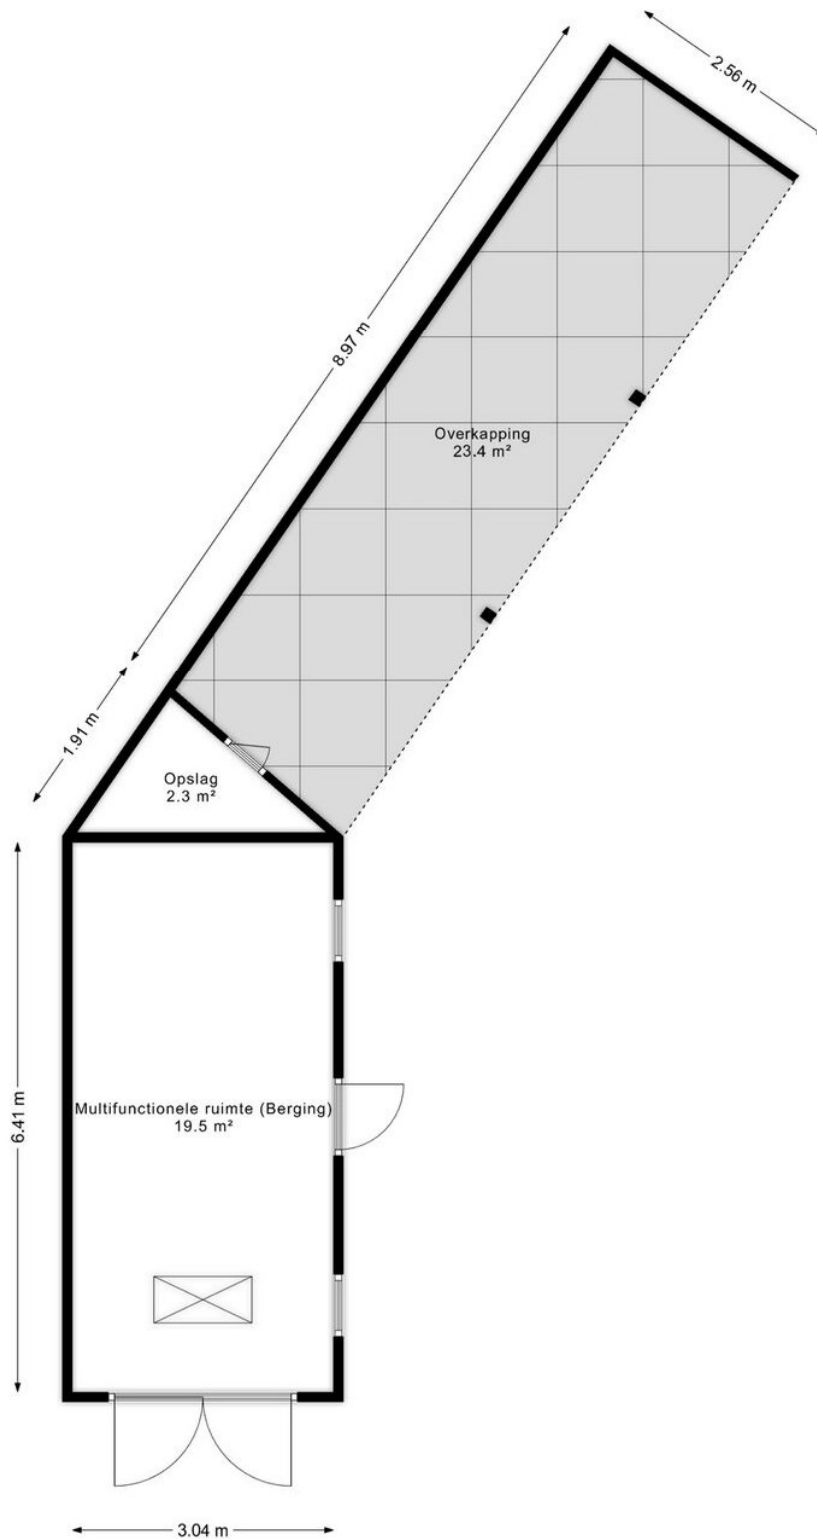 2.56 m
8.97 m
Overkapping
23.4 m²
1.91 m
Opslag
2.3 m²
6.41 m
Multifunctionele ruimte (Berging)
19.5 m²
3.04 m